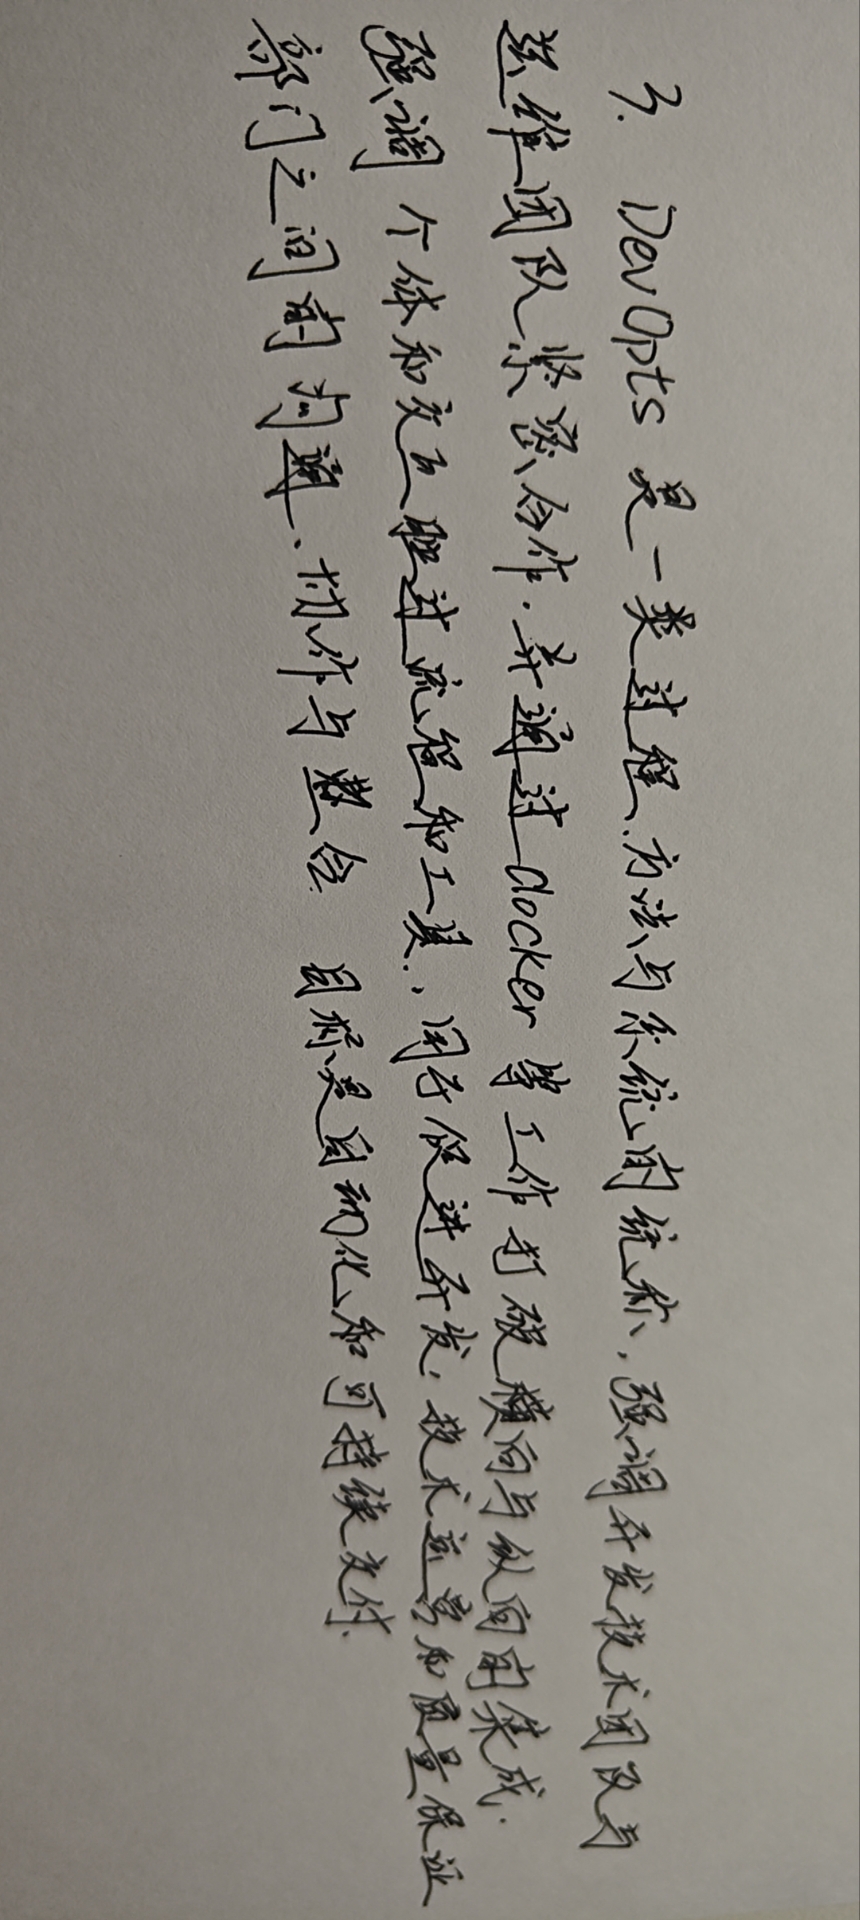 3. DevOpts 是一类过程、方法与系统的统称，强调开发技术团队与
运维团队紧密合作，并通过docker等工作打破横向与纵向的集成.
强调 个体和交互胜过流程和工具，用于促进开发，技术运营和质量保证
部门之间的沟通、协作与整合 目标是自动化和可持续交付.